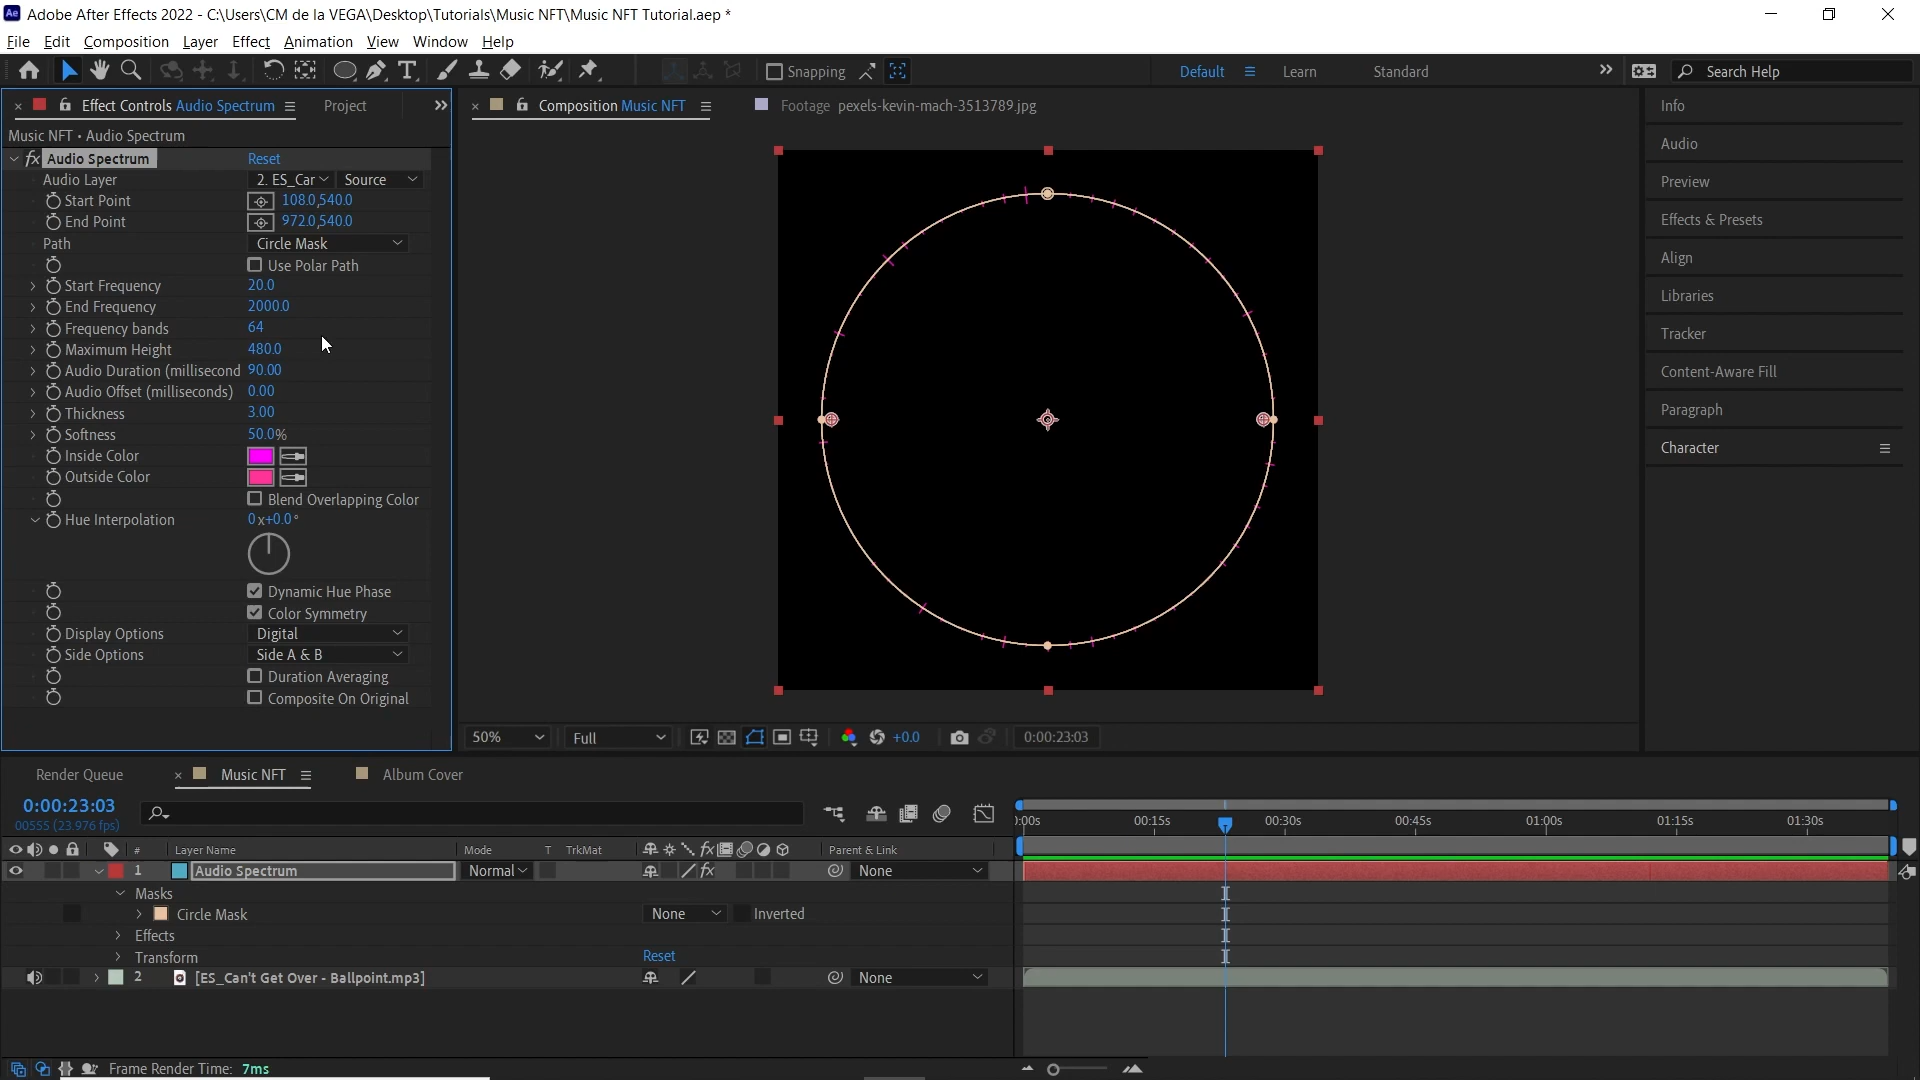 Ae Adobe After Effects 2022 - C:\Users\CM de la VEGA\Desktop\Tutorials\Music NFT\Music NFT Tutorial.aep *
File Edit Composition Layer Effect Animation View Window Help
Snapping Default Learn Standard Search Help
Effect Controls Audio Spectrum Project Composition Music NFT Footage pexels-kevin-mach-3513789.jpg Info
Music NFT • Audio Spectrum
fx Audio Spectrum Reset
Audio Layer 2. ES_Car Source
Start Point 108.0,540.0
End Point 972.0,540.0
Path Circle Mask
Use Polar Path
Start Frequency 20.0
End Frequency 2000.0
Frequency bands 64
Maximum Height 480.0
Audio Duration (millisecond 90.00
Audio Offset (milliseconds) 0.00
Thickness 3.00
Softness 50.0%
Inside Color
Outside Color
Blend Overlapping Color
Hue Interpolation 0x+0.0°
Dynamic Hue Phase
Color Symmetry
Display Options Digital
Side Options Side A & B
Duration Averaging
Composite On Original
Audio
Preview
Effects & Presets
Align
Libraries
Tracker
Content-Aware Fill
Paragraph
Character
50% Full +0.0 0:00:23:03
Render Queue Music NFT Album Cover
0:00:23:03
00555 (23.976 fps)
):00s 00:15s 00:30s 00:45s 01:00s 01:15s 01:30s
# Layer Name Mode T TrkMat fx Parent & Link
1 Audio Spectrum Normal fx None
Masks
Circle Mask None Inverted
Effects
Transform Reset
2 [ES_Can't Get Over - Ballpoint.mp3] None
Frame Render Time: 7ms